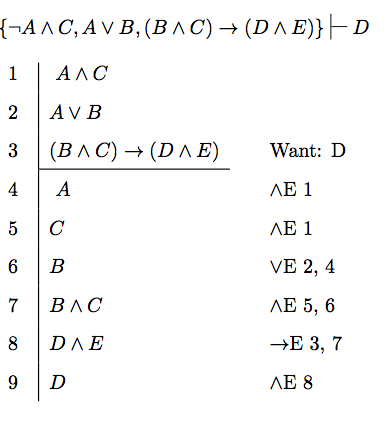 {¬A ∧ C, A ∨ B, (B ∧ C) → (D ∧ E)} ⊢ D
1 A ∧ C
2 A ∨ B
3 (B ∧ C) → (D ∧ E) Want: D
4 A ∧E 1
5 C ∧E 1
6 B ∨E 2, 4
7 B ∧ C ∧E 5, 6
8 D ∧ E →E 3, 7
9 D ∧E 8